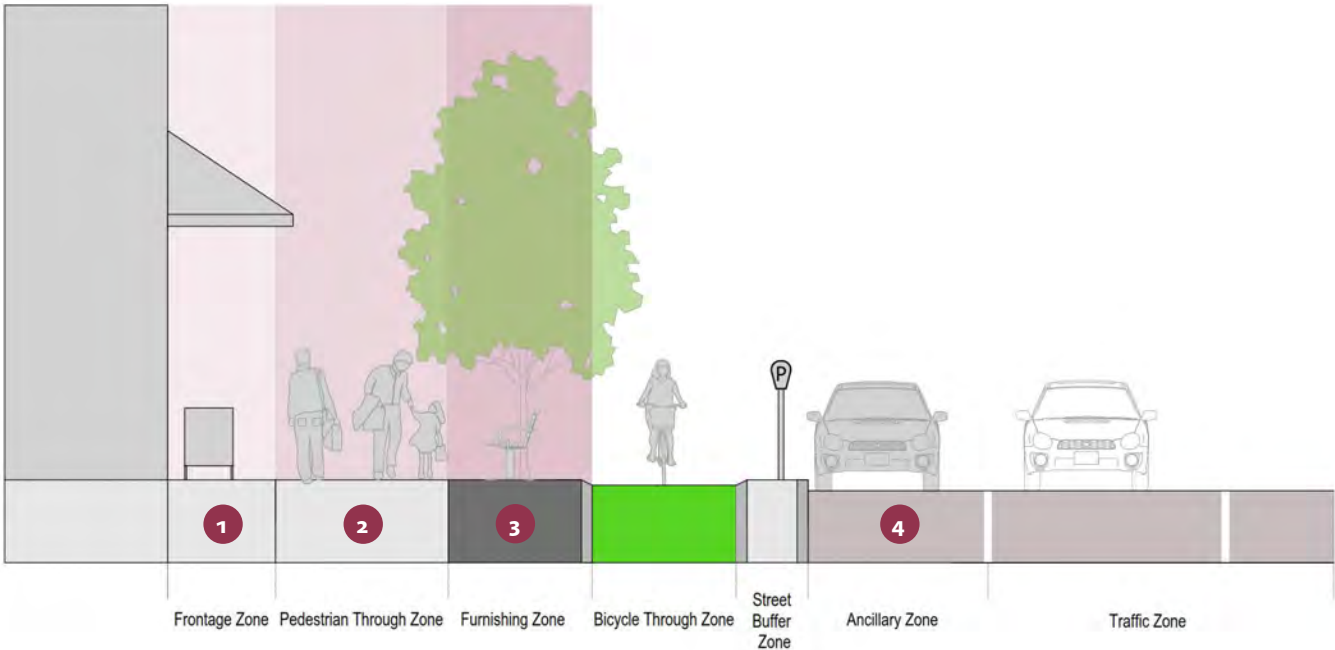 P
1
2
3
4
Frontage Zone
Pedestrian Through Zone
Furnishing Zone
Bicycle Through Zone
Street
Buffer
Zone
Ancillary Zone
Traffic Zone